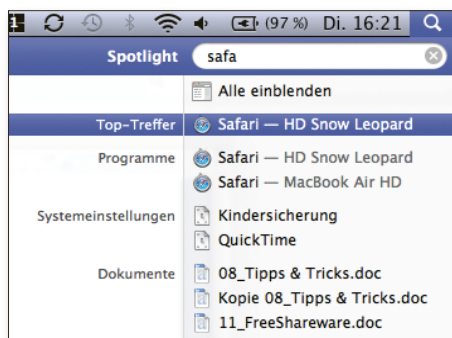 (97 %) Di. 16:21
Spotlight safa
Alle einblenden
Top-Treffer Safari — HD Snow Leopard
Programme Safari — HD Snow Leopard
Safari — MacBook Air HD
Systemeinstellungen Kindersicherung
QuickTime
Dokumente 08_Tipps & Tricks.doc
Kopie 08_Tipps & Tricks.doc
11_FreeShareware.doc